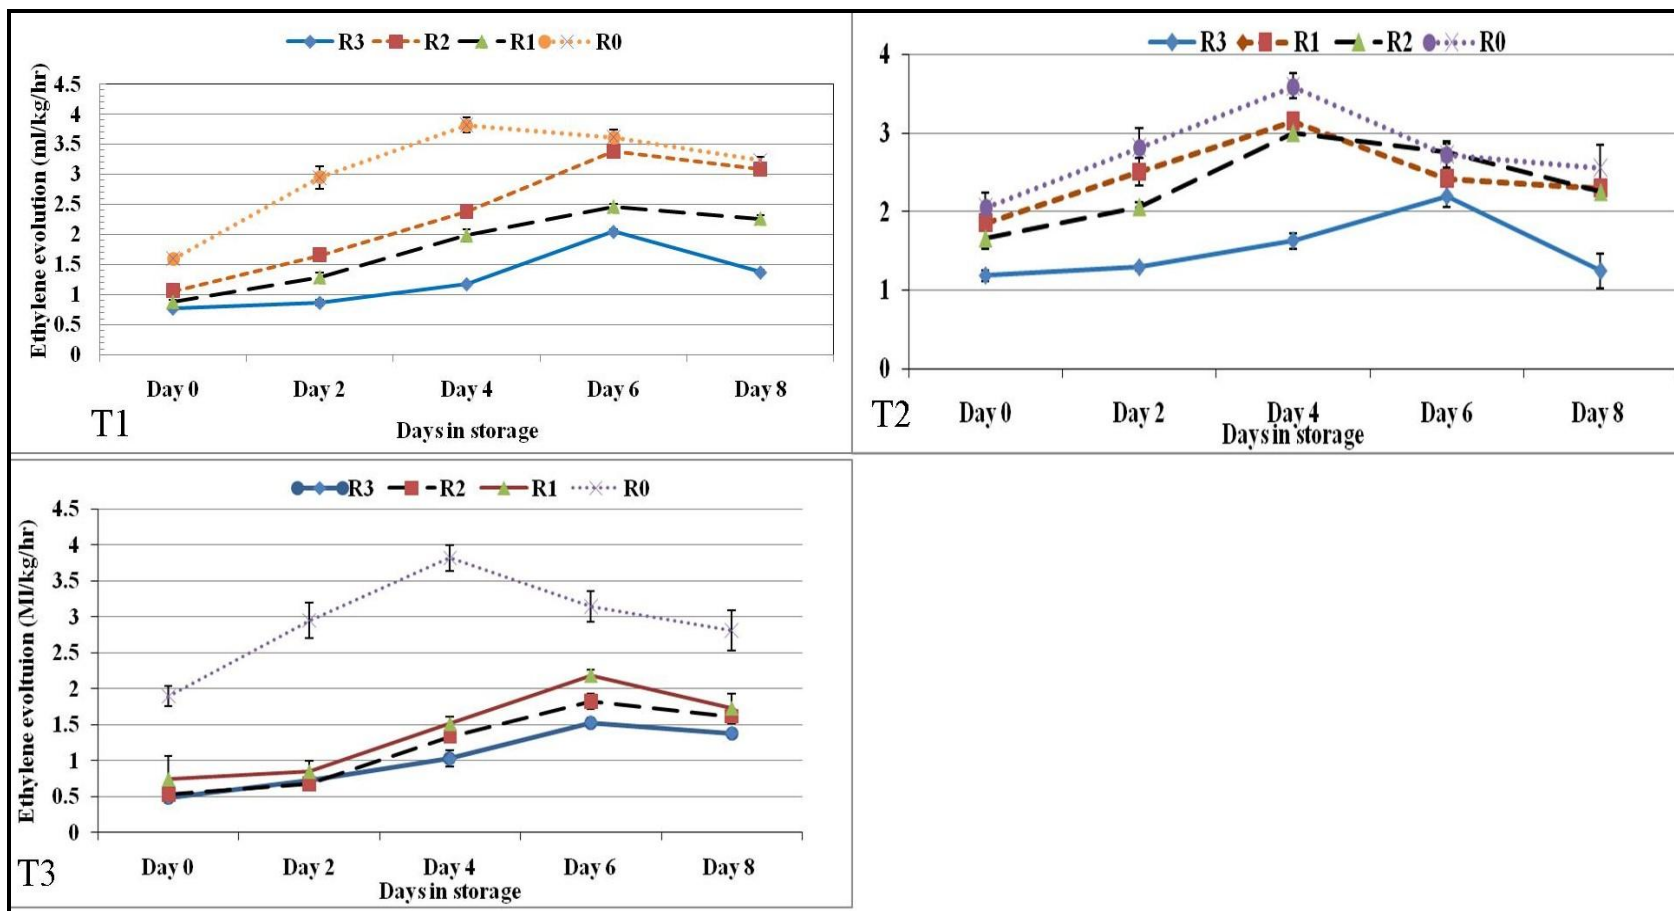 R3 R2 R1 R0
Ethylene evolution (ml/kg/hr)
4.5
4
3.5
3
2.5
2
1.5
1
0.5
0
Day 0 Day 2 Day 4 Day 6 Day 8
Days in storage
T1
R3 R1 R2 R0
4
3
2
1
0
Day 0 Day 2 Day 4 Day 6 Day 8
Days in storage
T2
R3 R2 R1 R0
Ethylene evoltuion (Ml/kg/hr)
4.5
4
3.5
3
2.5
2
1.5
1
0.5
0
Day 0 Day 2 Day 4 Day 6 Day 8
Days in storage
T3